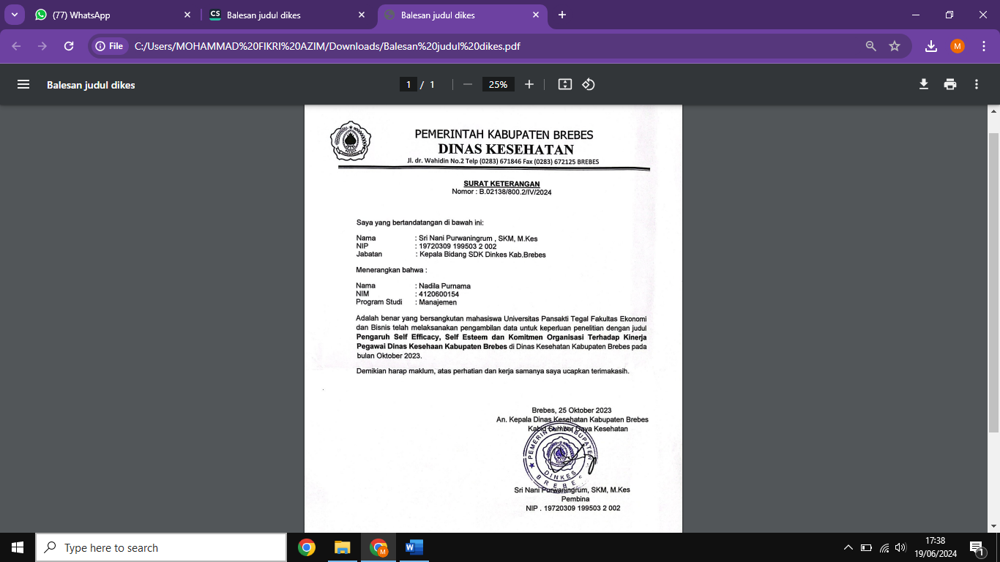 (77) WhatsApp
CS Balesan judul dikes
Balesan judul dikes
File C:/Users/MOHAMMAD%20FIKRI%20AZIM/Downloads/Balesan%20judul%20dikes.pdf
M
Balesan judul dikes
1 / 1
25%
PEMERINTAH KABUPATEN BREBES
DINAS KESEHATAN
Jl. dr. Wahidin No.2 Telp (0283) 671846 Fax (0283) 672125 BREBES
SURAT KETERANGAN
Nomor : B.02138/800.2/IV/2024
Saya yang bertandatangan di bawah ini:
Nama : Sri Nani Purwaningrum , SKM, M.Kes
NIP : 19720309 199503 2 002
Jabatan : Kepala Bidang SDK Dinkes Kab.Brebes
Menerangkan bahwa :
Nama : Nadila Purnama
NIM : 4120600154
Program Studi : Manajemen
Adalah benar yang bersangkutan mahasiswa Universitas Pansakti Tegal Fakultas Ekonomi
dan Bisnis telah melaksanakan pengambilan data untuk keperluan penelitian dengan judul
Pengaruh Self Efficacy, Self Esteem dan Komitmen Organisasi Terhadap Kinerja
Pegawai Dinas Kesehaan Kabupaten Brebes di Dinas Kesehatan Kabupaten Brebes pada
bulan Oktober 2023.
Demikian harap maklum, atas perhatian dan kerja samanya saya ucapkan terimakasih.
Brebes, 25 Oktober 2023
An. Kepala Dinas Kesehatan Kabupaten Brebes
Kabid Sumber Daya Kesehatan
PEMERINTAH KABUPATEN
DINKES
BREBES
Sri Nani Purwaningrum, SKM, M.Kes
Pembina
NIP . 19720309 199503 2 002
Type here to search
M
17:38
19/06/2024
1